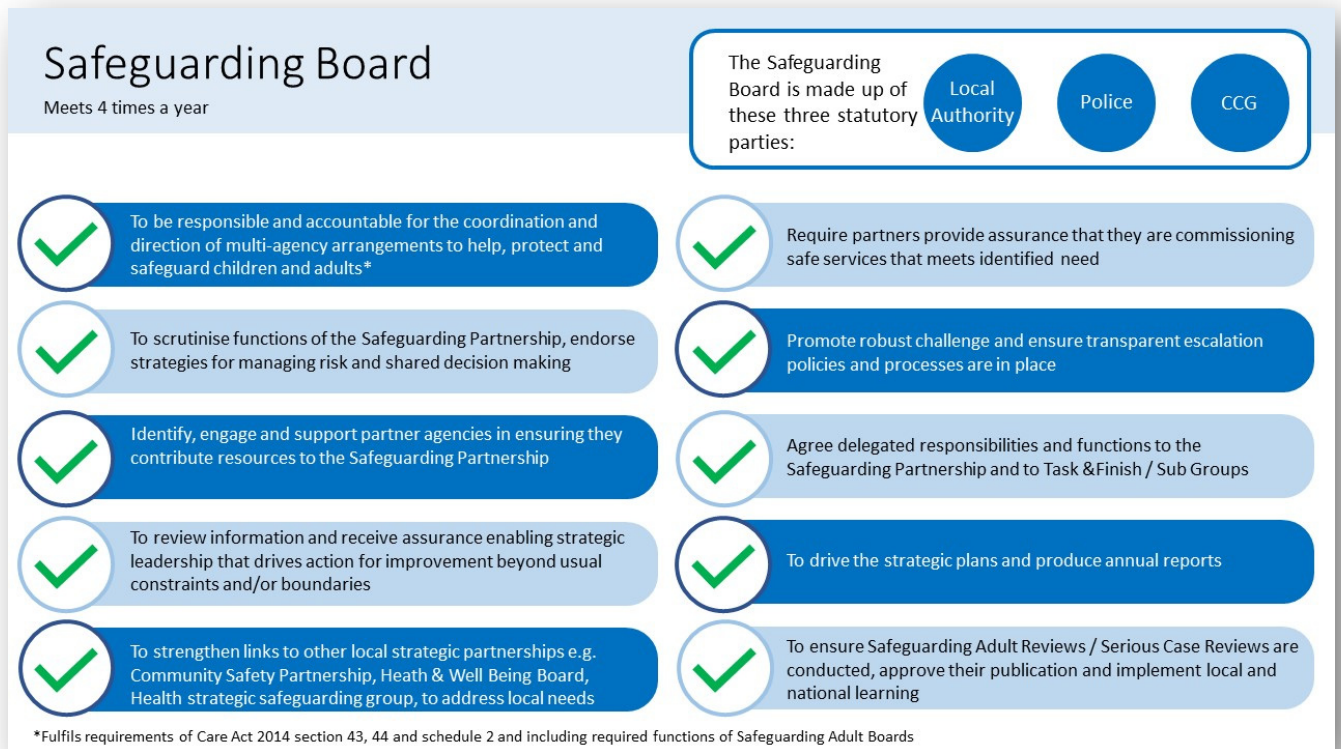 Safeguarding Board
Meets 4 times a year
The Safeguarding
Board is made up of
these three statutory
parties:
Local
Authority
Police
CCG
To be responsible and accountable for the coordination and
direction of multi-agency arrangements to help, protect and
safeguard children and adults*
To scrutinise functions of the Safeguarding Partnership, endorse
strategies for managing risk and shared decision making
Identify, engage and support partner agencies in ensuring they
contribute resources to the Safeguarding Partnership
To review information and receive assurance enabling strategic
leadership that drives action for improvement beyond usual
constraints and/or boundaries
To strengthen links to other local strategic partnerships e.g.
Community Safety Partnership, Heath & Well Being Board,
Health strategic safeguarding group, to address local needs
Require partners provide assurance that they are commissioning
safe services that meets identified need
Promote robust challenge and ensure transparent escalation
policies and processes are in place
Agree delegated responsibilities and functions to the
Safeguarding Partnership and to Task &Finish / Sub Groups
To drive the strategic plans and produce annual reports
To ensure Safeguarding Adult Reviews / Serious Case Reviews are
conducted, approve their publication and implement local and
national learning
*Fulfils requirements of Care Act 2014 section 43, 44 and schedule 2 and including required functions of Safeguarding Adult Boards